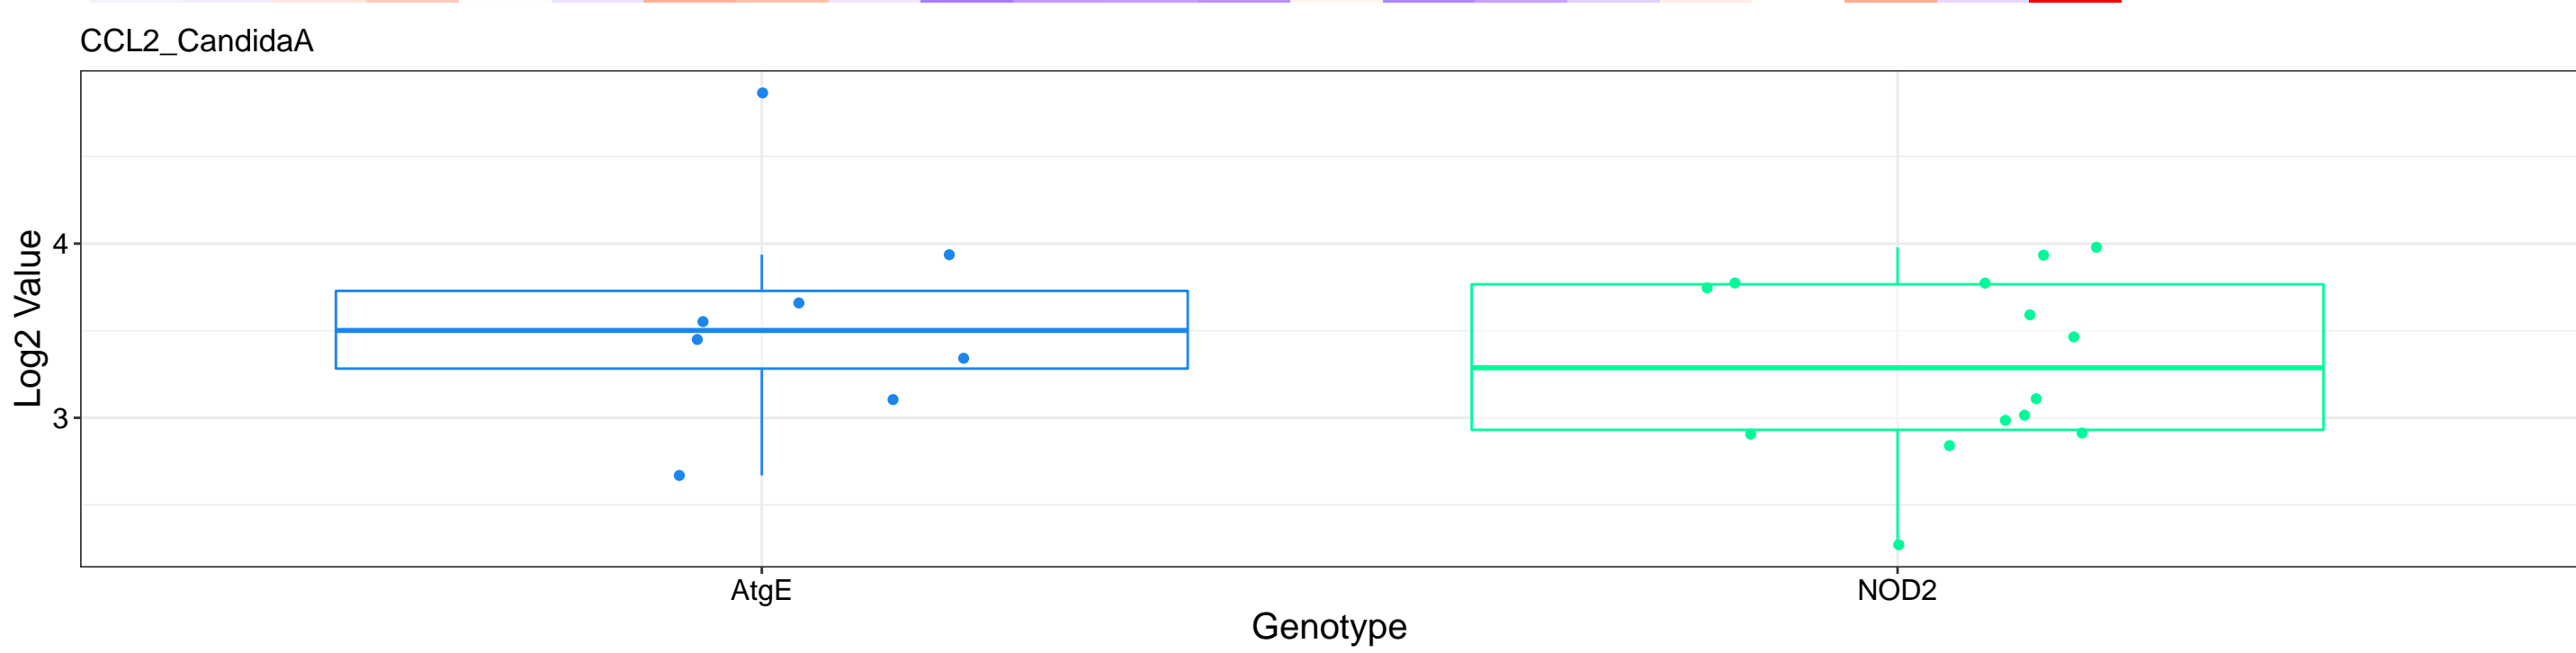 CCL2_CandidaA
Log2 Value
4
3
AtgE
NOD2
Genotype